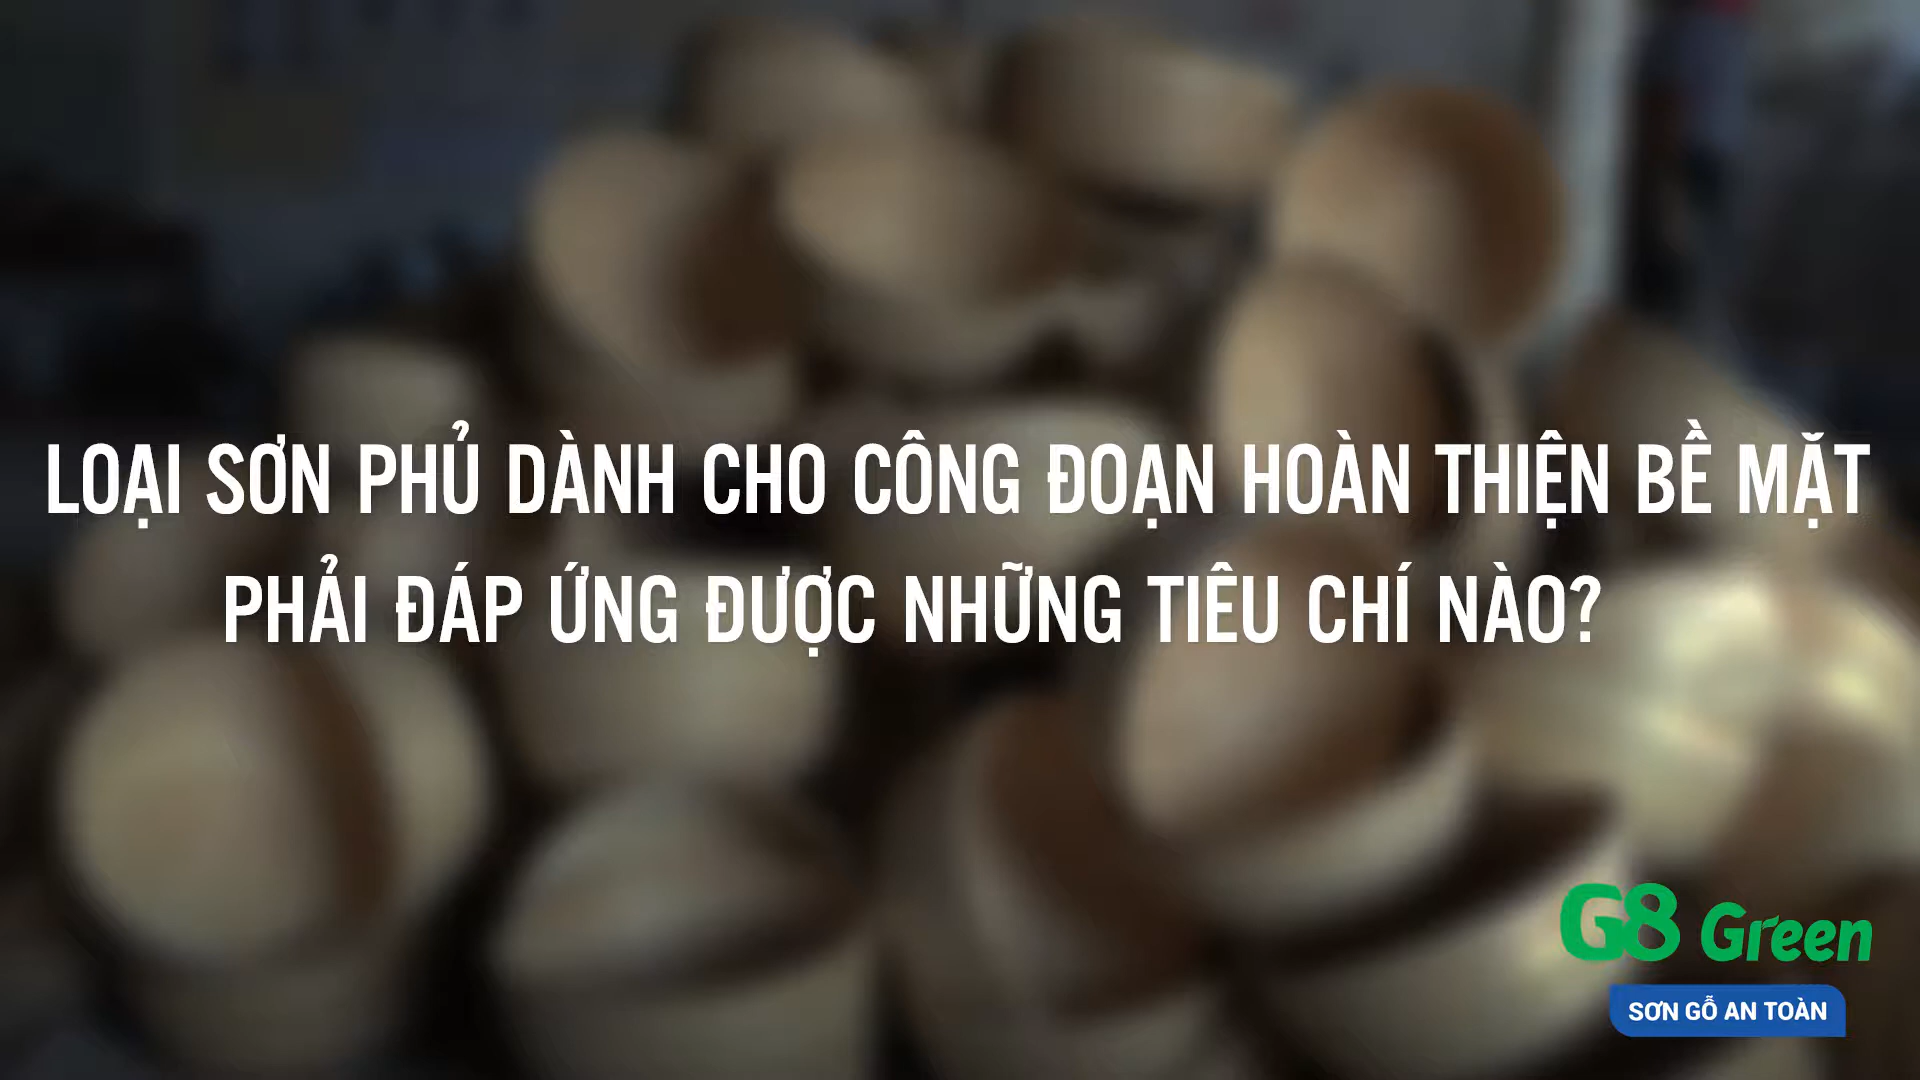 LOẠI SƠN PHỦ DÀNH CHO CÔNG ĐOẠN HOÀN THIỆN BỀ MẶT
PHẢI ĐÁP ỨNG ĐƯỢC NHỮNG TIÊU CHÍ NÀO?
G8 Green
SƠN GỖ AN TOÀN